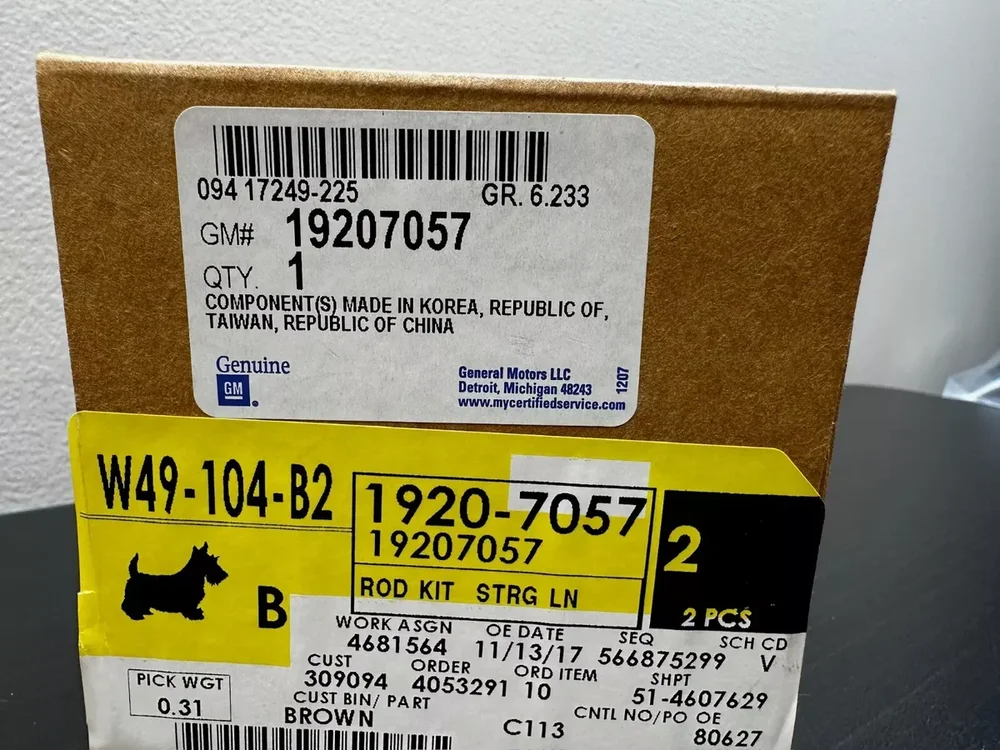 094 17249-225 GR. 6.233
GM# 19207057
QTY. 1
COMPONENT(S) MADE IN KOREA, REPUBLIC OF,
TAIWAN, REPUBLIC OF CHINA
Genuine
GM
General Motors LLC
Detroit, Michigan 48243
www.mycertifiedservice.com
1207
W49-104-B2
1920-7057
19207057
2
ROD KIT STRG LN
B
2 PCS
WORK ASGN OE DATE SEQ SCH CD
4681564 11/13/17 566875299 V
CUST ORDER ORD ITEM SHPT
309094 4053291 10 51-4607629
PICK WGT
0.31
CUST BIN/ PART CNTL NO/PO OE
BROWN C113 80627